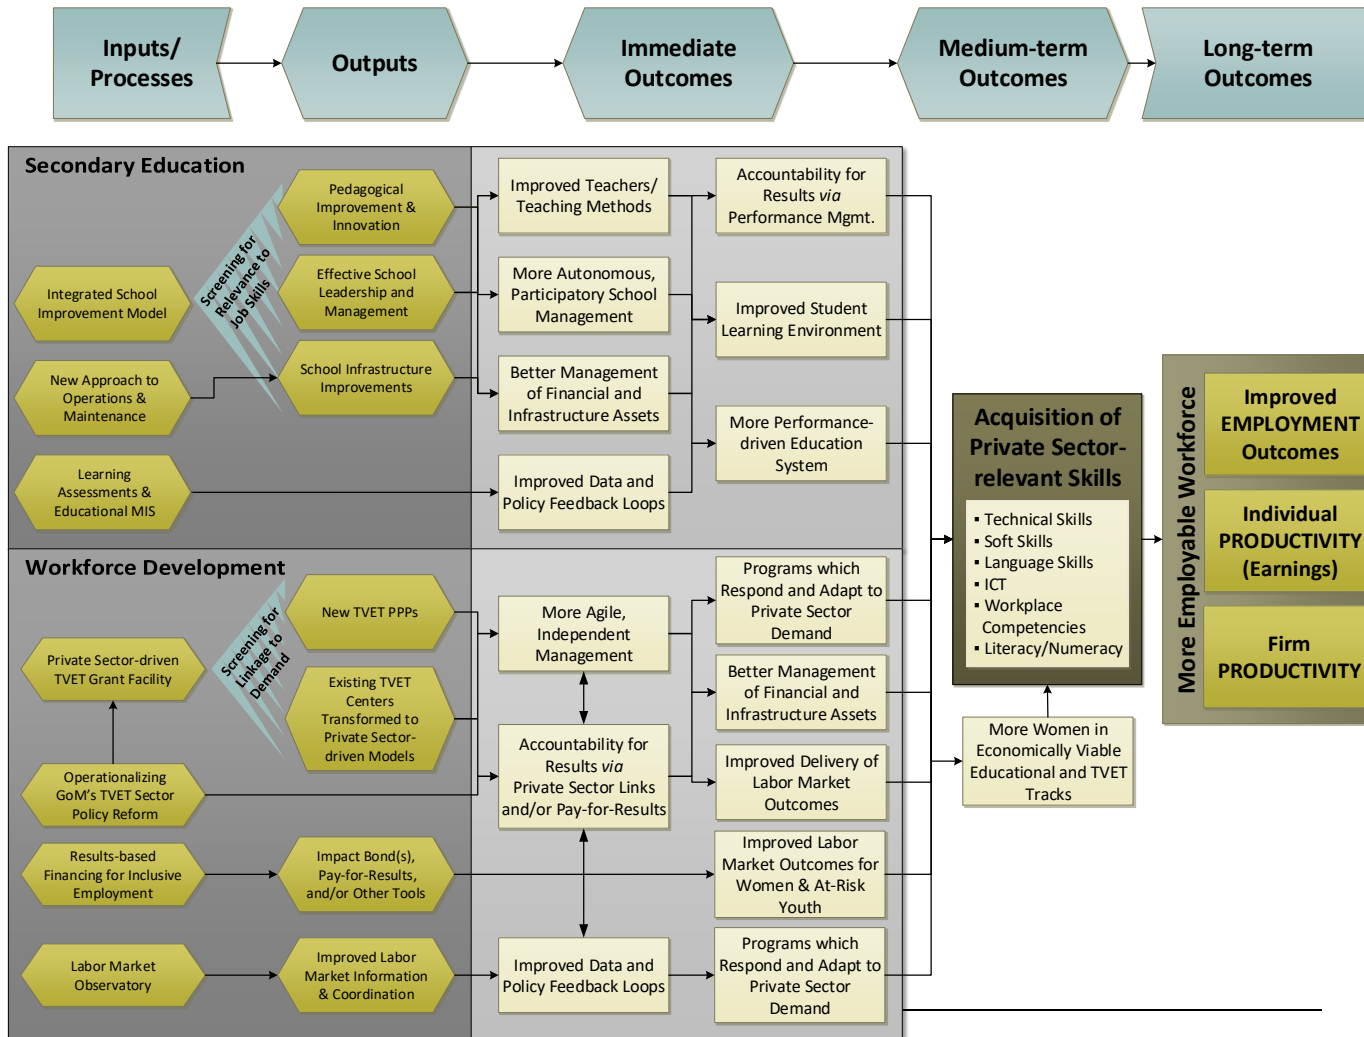 Inputs/
Processes
Outputs
Immediate
Outcomes
Medium-term
Outcomes
Long-term
Outcomes
Secondary Education
Integrated School
Improvement Model
New Approach to
Operations &
Maintenance
Learning
Assessments &
Educational MIS
Screening for
Relevance to
Job Skills
Pedagogical
Improvement &
Innovation
Effective School
Leadership and
Management
School Infrastructure
Improvements
Improved Teachers/
Teaching Methods
More Autonomous,
Participatory School
Management
Better Management
of Financial and
Infrastructure Assets
Improved Data and
Policy Feedback Loops
Accountability for
Results via
Performance Mgmt.
Improved Student
Learning Environment
More Performance-
driven Education
System
Workforce Development
Private Sector-driven
TVET Grant Facility
Operationalizing
GoM's TVET Sector
Policy Reform
Results-based
Financing for Inclusive
Employment
Labor Market
Observatory
Screening for
Linkage to
Demand
New TVET PPPs
Existing TVET
Centers
Transformed to
Private Sector-
driven Models
Impact Bond(s),
Pay-for-Results,
and/or Other Tools
Improved Labor
Market Information
& Coordination
More Agile,
Independent
Management
Accountability for
Results via
Private Sector Links
and/or Pay-for-Results
Improved Data and
Policy Feedback Loops
Programs which
Respond and Adapt to
Private Sector
Demand
Better Management
of Financial and
Infrastructure Assets
Improved Delivery of
Labor Market
Outcomes
Improved Labor
Market Outcomes for
Women & At-Risk
Youth
Programs which
Respond and Adapt to
Private Sector
Demand
Acquisition of
Private Sector-
relevant Skills
▪ Technical Skills
▪ Soft Skills
▪ Language Skills
▪ ICT
▪ Workplace
Competencies
▪ Literacy/Numeracy
More Women in
Economically Viable
Educational and TVET
Tracks
More Employable Workforce
Improved
EMPLOYMENT
Outcomes
Individual
PRODUCTIVITY
(Earnings)
Firm
PRODUCTIVITY